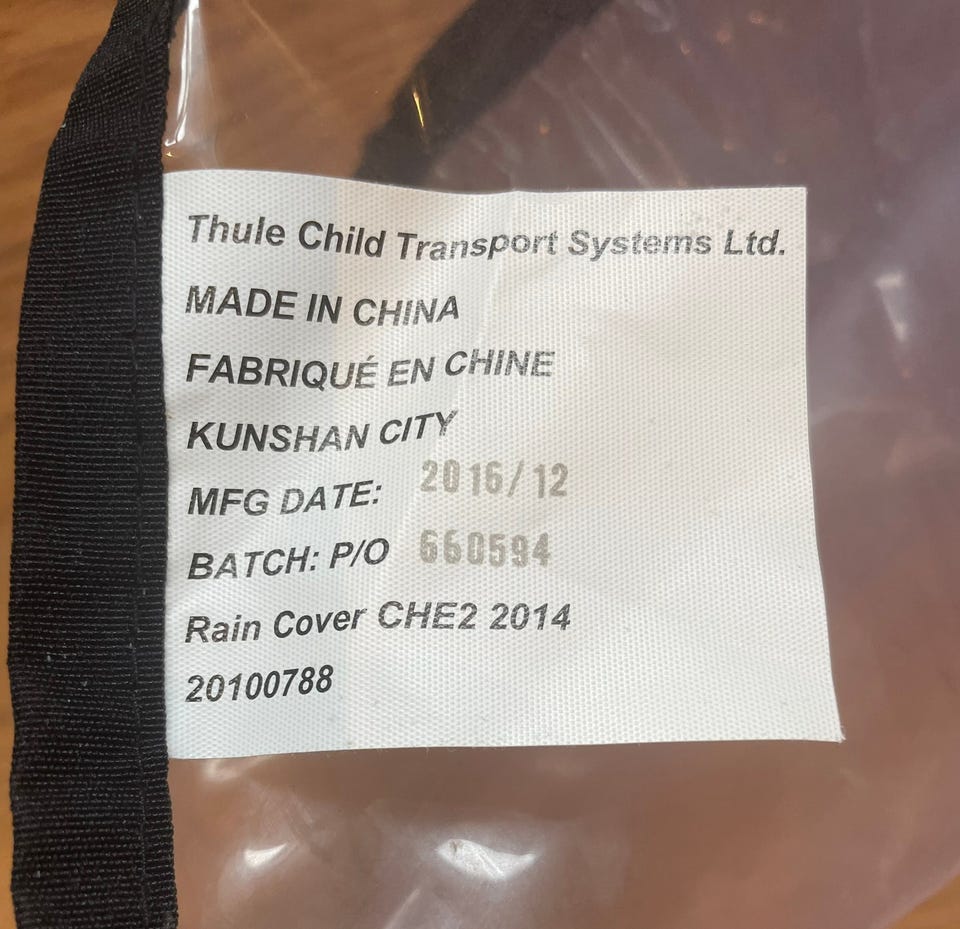 Thule Child Transport Systems Ltd.
MADE IN CHINA
FABRIQUÉ EN CHINE
KUNSHAN CITY
MFG DATE: 2016/12
BATCH: P/O 660594
Rain Cover CHE2 2014
20100788